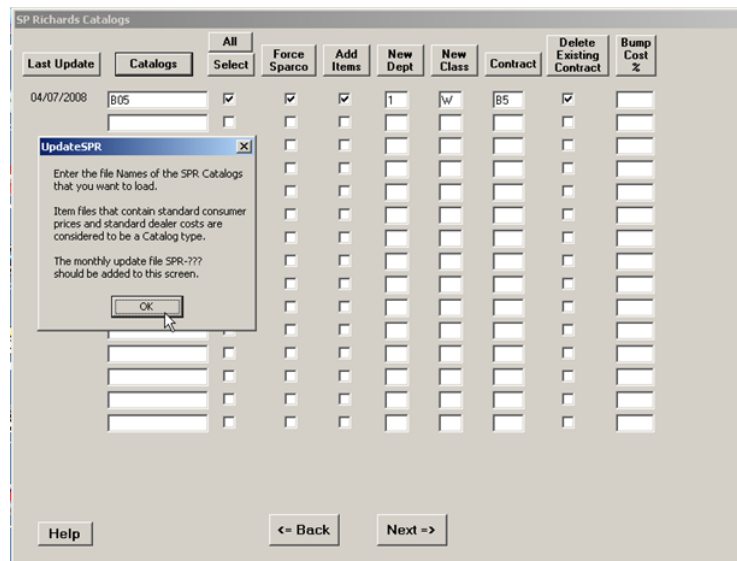 SP Richards Catalogs
All
Last Update Catalogs Select Force Sparco Add Items New Dept New Class Contract Delete Existing Contract Bump Cost %
04/07/2008 B05 1 W B5
UpdateSPR
Enter the file Names of the SPR Catalogs
that you want to load.
Item files that contain standard consumer
prices and standard dealer costs are
considered to be a Catalog type.
The monthly update file SPR-???
should be added to this screen.
OK
Help <= Back Next =>